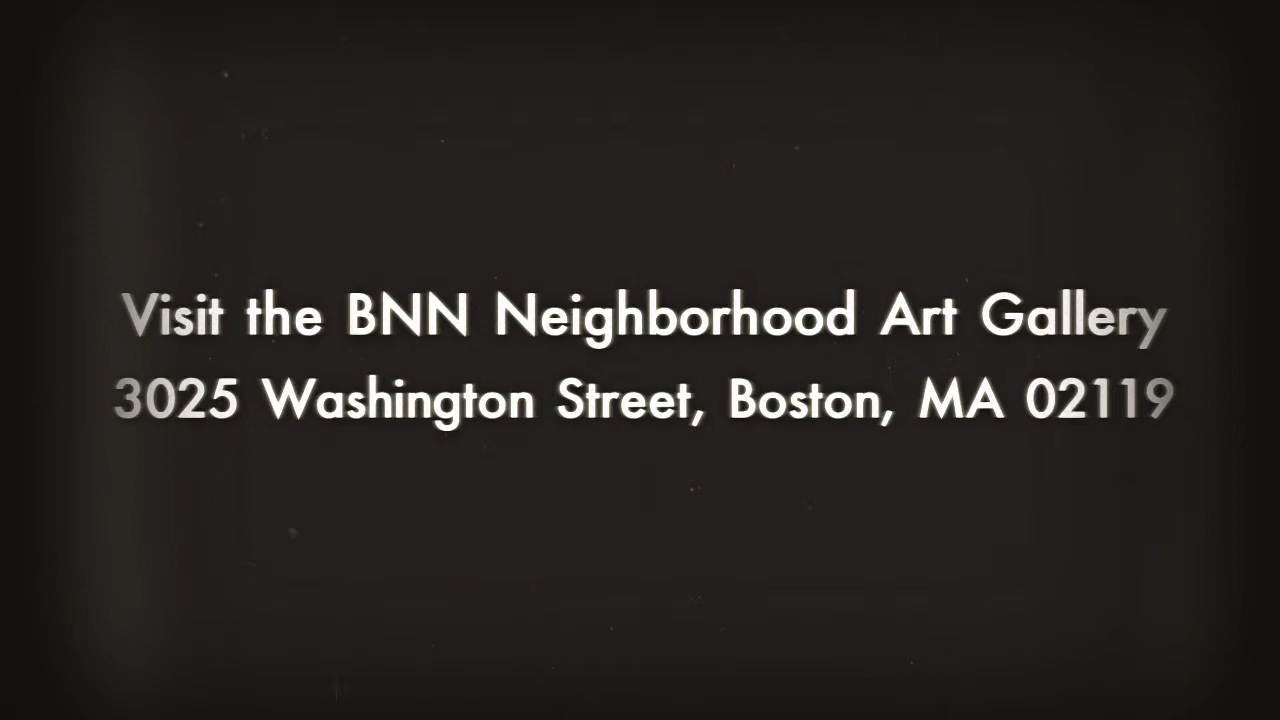 Visit the BNN Neighborhood Art Gallery
3025 Washington Street, Boston, MA 02119